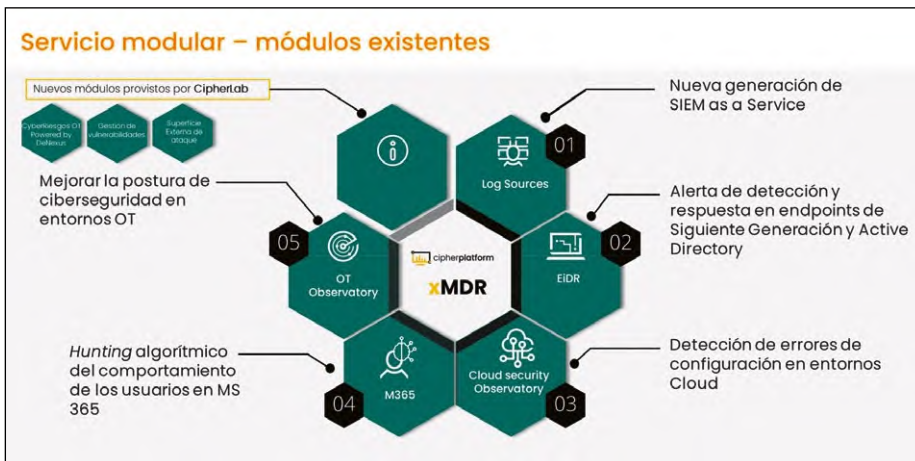 Servicio modular – módulos existentes
Nuevos módulos provistos por CipherLab
CyberRiesgos OT
Powered by
DeNexus
Gestion de
vulnerabilidades
Superficie
Externa de
ataque
Nueva generación de
SIEM as a Service
01
Log Sources
Alerta de detección y
respuesta en endpoints de
Siguiente Generación y Active
Directory
02
EiDR
Mejorar la postura de
ciberseguridad en
entornos OT
05
OT
Observatory
cipherplatform
xMDR
Hunting algorítmico
del comportamiento
de los usuarios en MS
365
04
M365
Cloud security
Observatory
03
Detección de errores de
configuración en entornos
Cloud